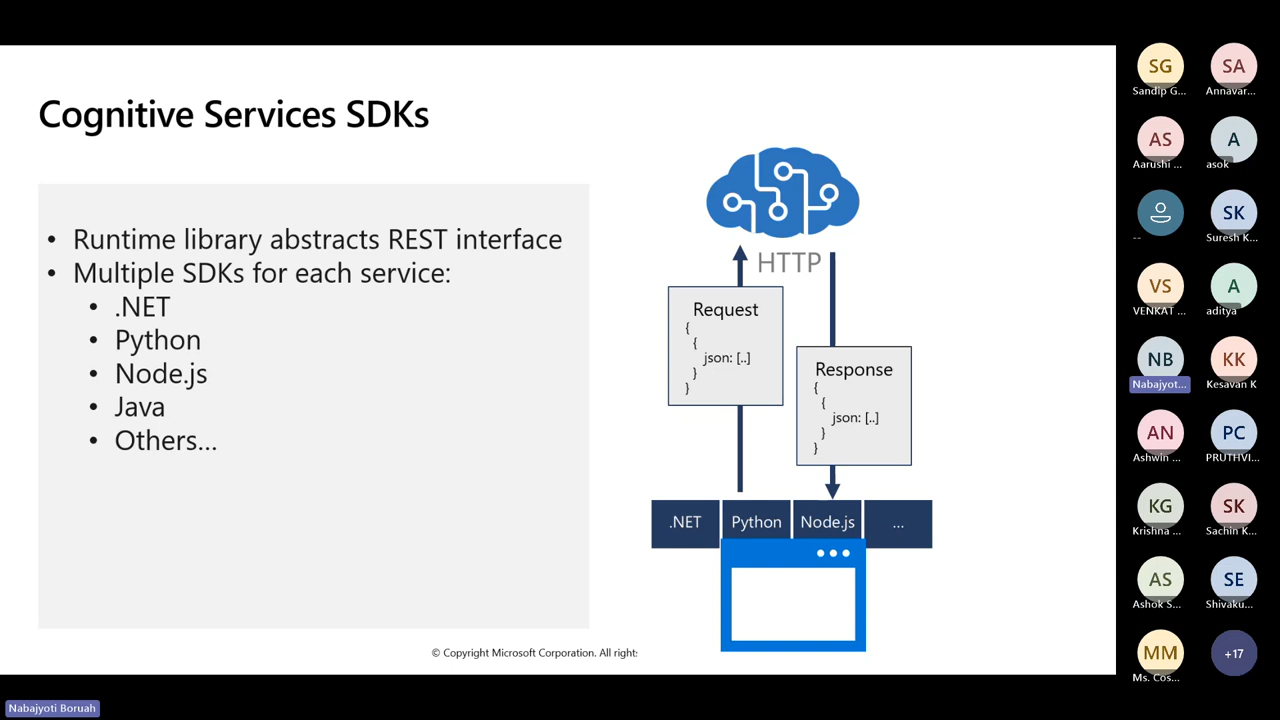 Cognitive Services SDKs
• Runtime library abstracts REST interface
• Multiple SDKs for each service:
• .NET
• Python
• Node.js
• Java
• Others...
HTTP
Request
{
{
json: [..]
}
}
Response
{
{
json: [..]
}
}
.NET
Python
Node.js
...
© Copyright Microsoft Corporation. All right:
SG
Sandip G...
SA
Annavar...
AS
Aarushi ...
A
asok
--
SK
Suresh K...
VS
VENKAT ...
A
aditya
NB
Nabajyot...
KK
Kesavan K
AN
Ashwin ...
PC
PRUTHVI...
KG
Krishna ...
SK
Sachin K...
AS
Ashok S...
SE
Shivaku...
MM
Ms. Cos...
+17
Nabajyoti Boruah